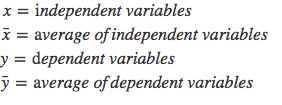 x = independent variables
x̄ = average of independent variables
y = dependent variables
ȳ = average of dependent variables